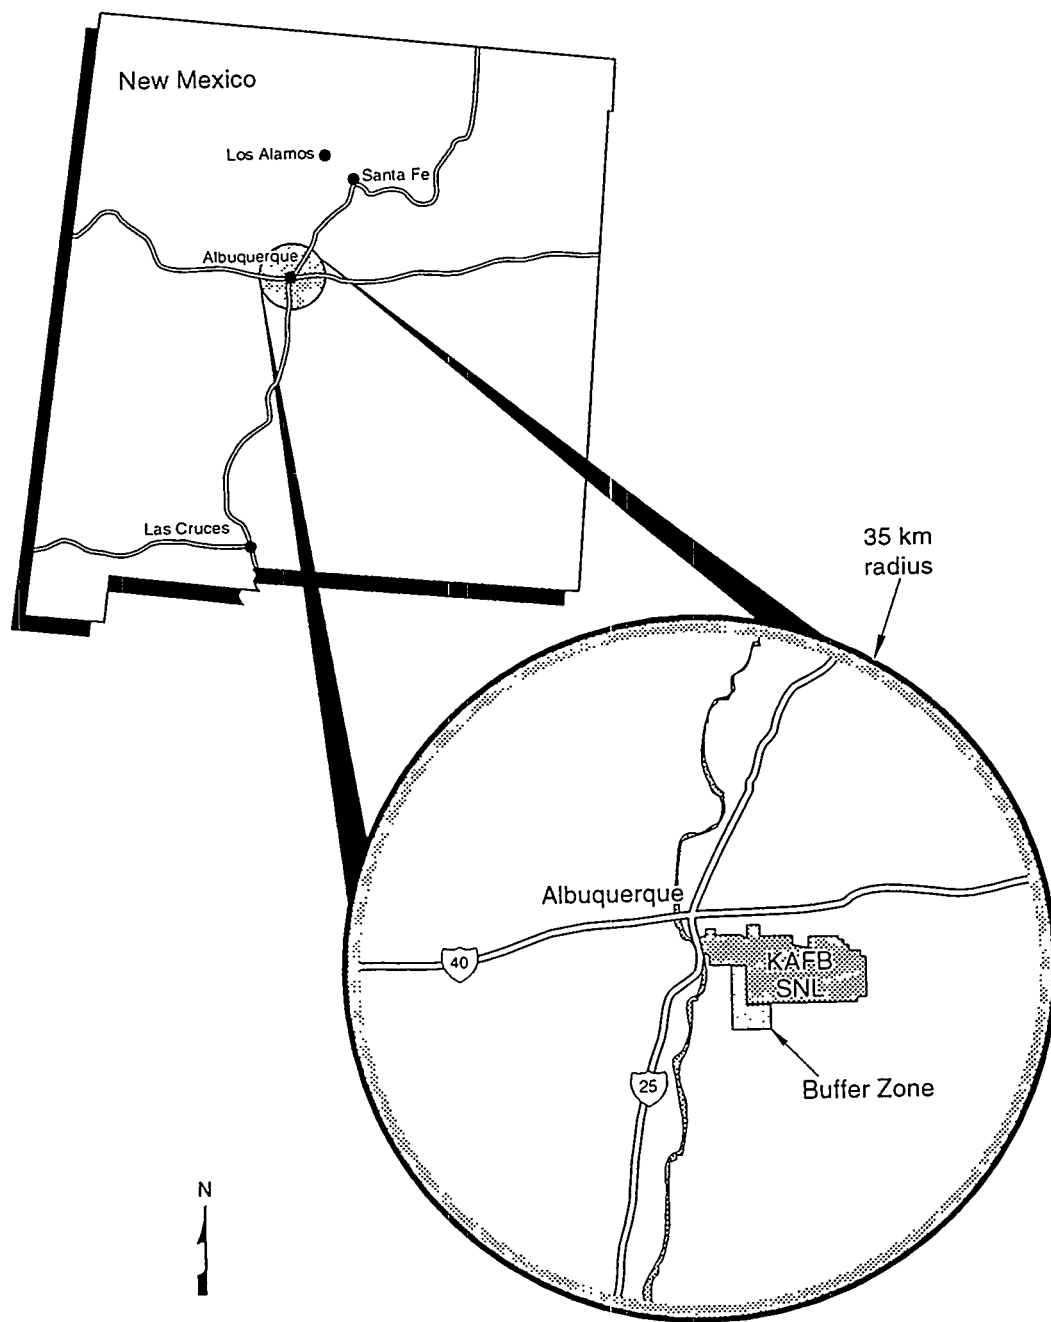 New Mexico
Los Alamos
Santa Fe
Albuquerque
Las Cruces
35 km
radius
Albuquerque
40
KAFB
SNL
25
Buffer Zone
N